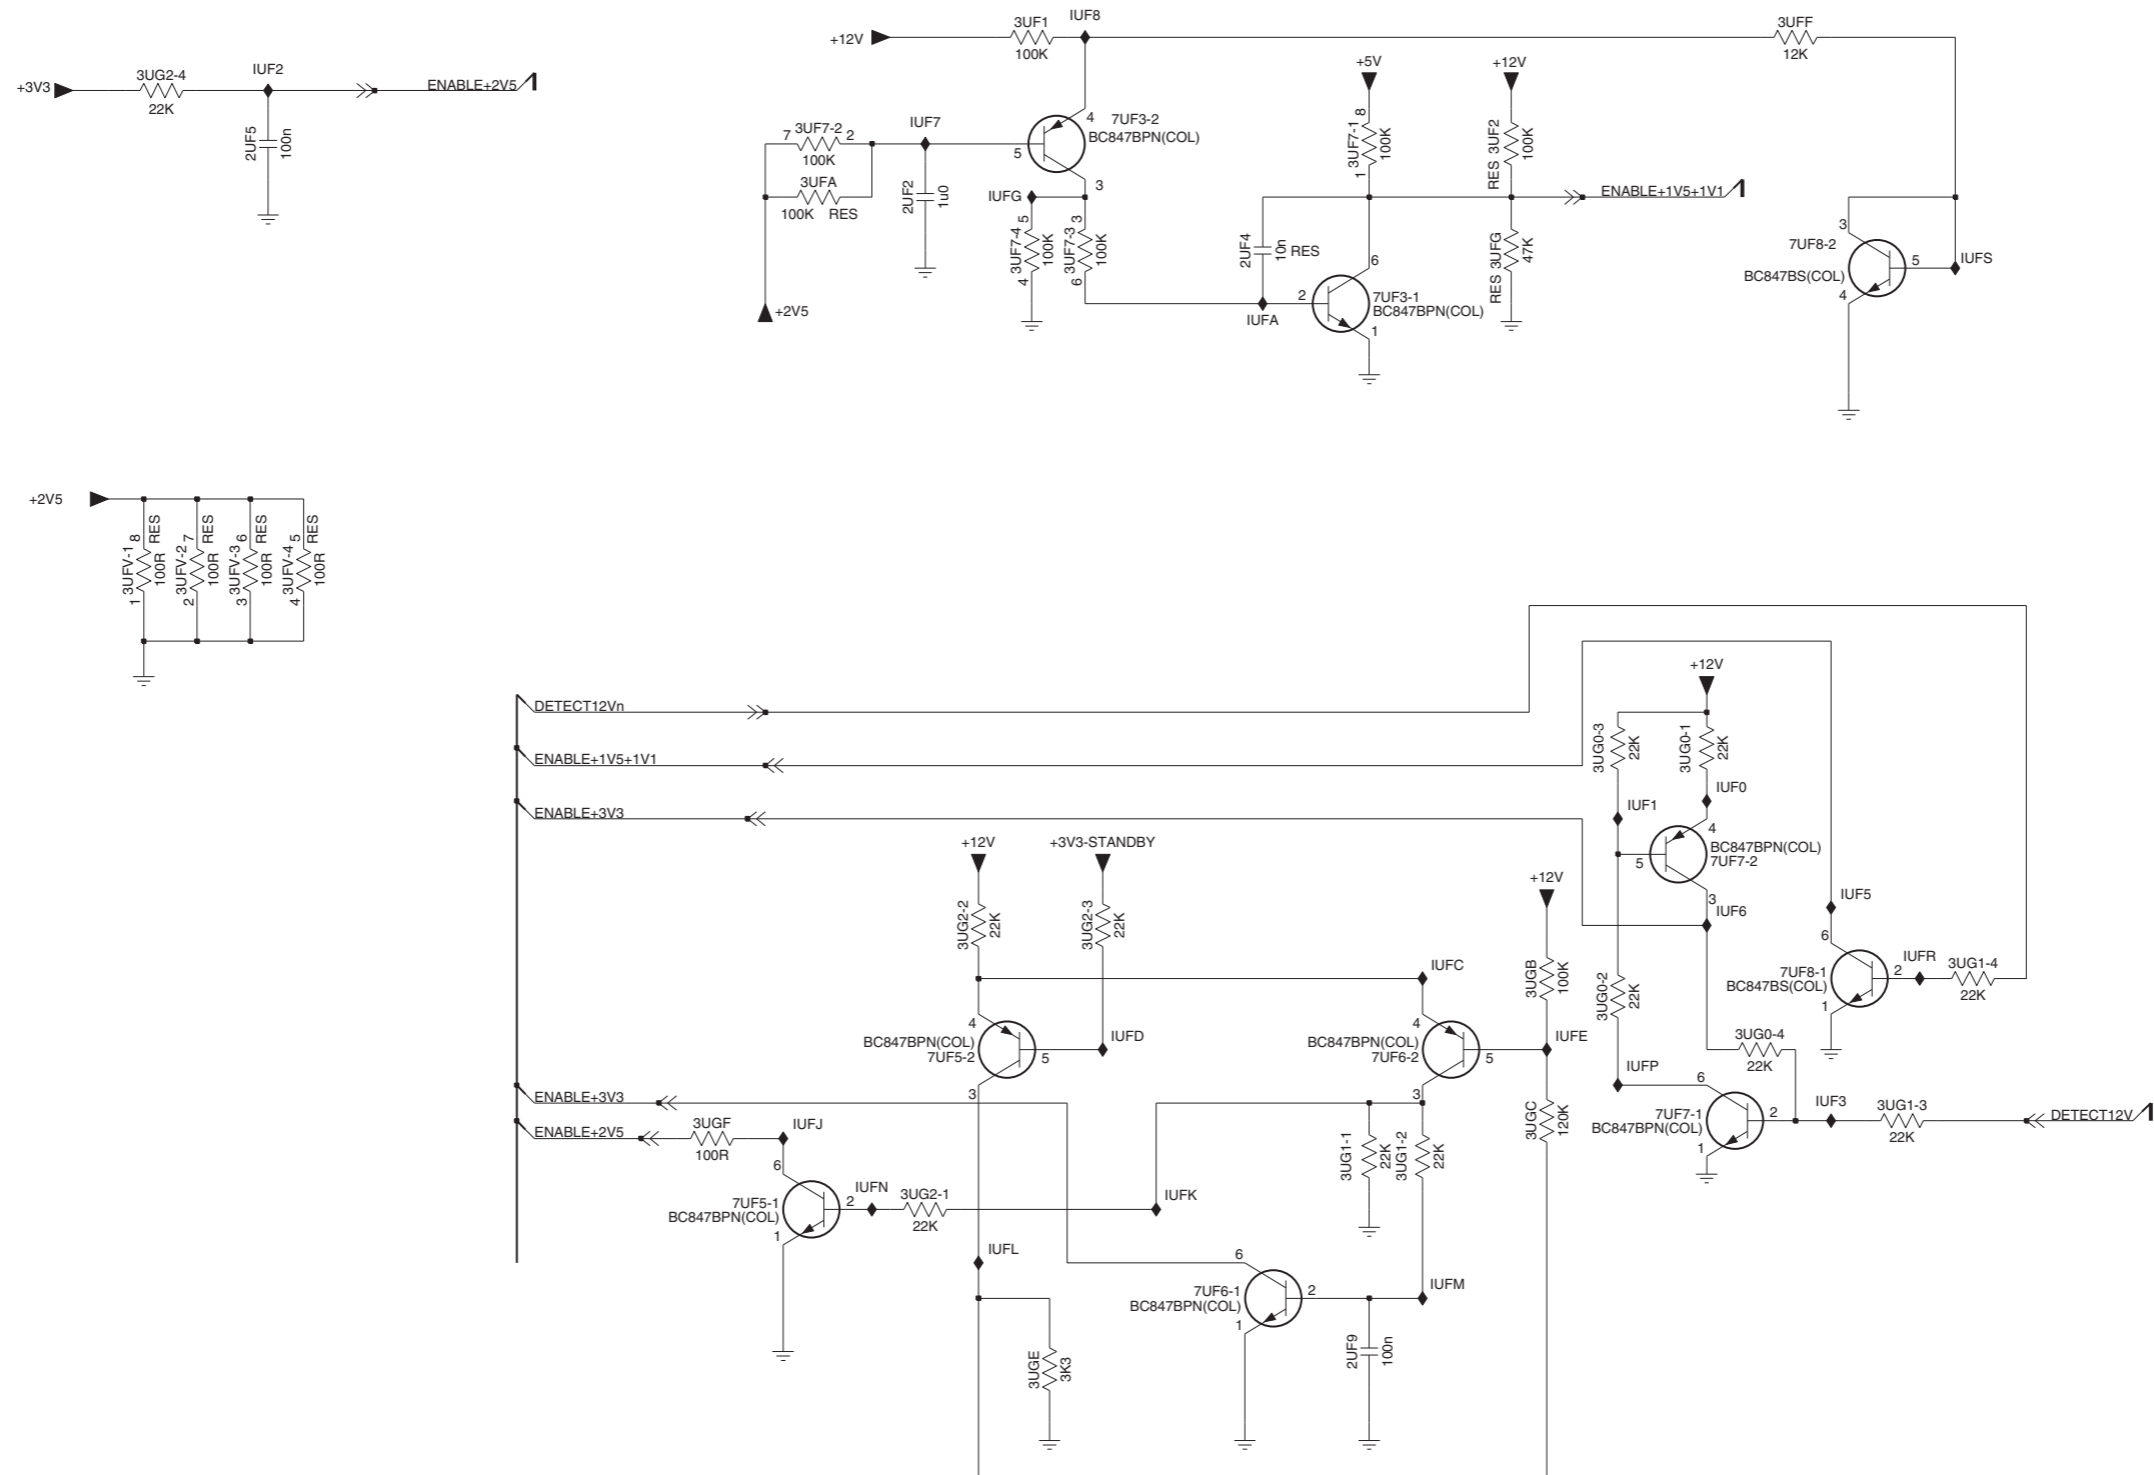 +3V3
3UG2-4
22K
IUF2
2UF5
100n
ENABLE+2V5
+12V
3UF1
100K
IUF8
3UFF
12K
7 3UF7-2 2
100K
3UFA
100K RES
+2V5
IUF7
2UF2
1u0
4
7UF3-2
BC847BPN(COL)
5
3
IUFG
3UF7-4
5
4
100K
3UF7-3
3
6
100K
+5V
3UF7-1
8
1
100K
+12V
RES 3UF2
100K
ENABLE+1V5+1V1
2UF4
10n
RES
IUFA
2
6
7UF3-1
BC847BPN(COL)
1
RES 3UFG
47K
3
7UF8-2
BC847BS(COL)
5
IUFS
4
+2V5
3UFV-1
8
1
100R
RES
3UFV-2
7
2
100R
RES
3UFV-3
6
3
100R
RES
3UFV-4
5
4
100R
RES
DETECT12Vn
ENABLE+1V5+1V1
ENABLE+3V3
+12V
3UG0-3
22K
3UG0-1
22K
IUF1
IUF0
4
BC847BPN(COL)
7UF7-2
5
3
IUF6
IUF5
6
7UF8-1
BC847BS(COL)
2
IUFR
3UG1-4
22K
1
3UG0-2
22K
3UG0-4
22K
IUFP
6
7UF7-1
BC847BPN(COL)
2
IUF3
3UG1-3
22K
DETECT12V
1
+12V
+3V3-STANDBY
3UG2-2
22K
3UG2-3
22K
IUFC
+12V
3UGB
100K
4
BC847BPN(COL)
7UF5-2
5
IUFD
3
4
BC847BPN(COL)
7UF6-2
5
IUFE
3
3UGC
120K
ENABLE+3V3
ENABLE+2V5
3UGF
100R
IUFJ
6
7UF5-1
BC847BPN(COL)
2
IUFN
3UG2-1
22K
IUFK
1
3UG1-1
22K
3UG1-2
22K
IUFL
6
7UF6-1
BC847BPN(COL)
2
IUFM
1
3UGE
3K3
2UF9
100n